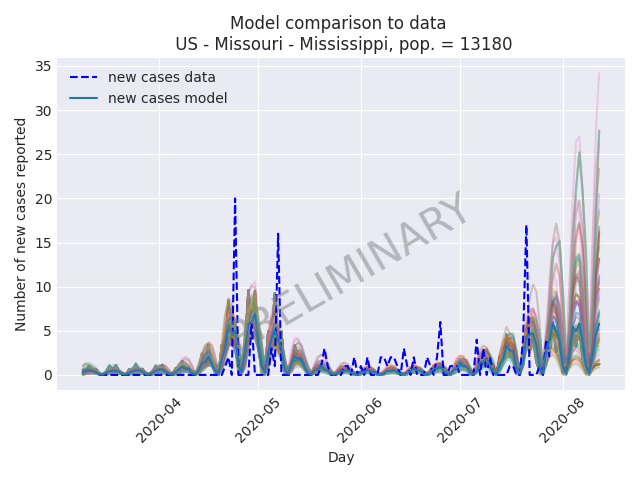 Model comparison to data
US - Missouri - Mississippi, pop. = 13180
new cases data
new cases model
Number of new cases reported
35
30
25
20
15
10
5
0
PRELIMINARY
2020-04
2020-05
2020-06
2020-07
2020-08
Day